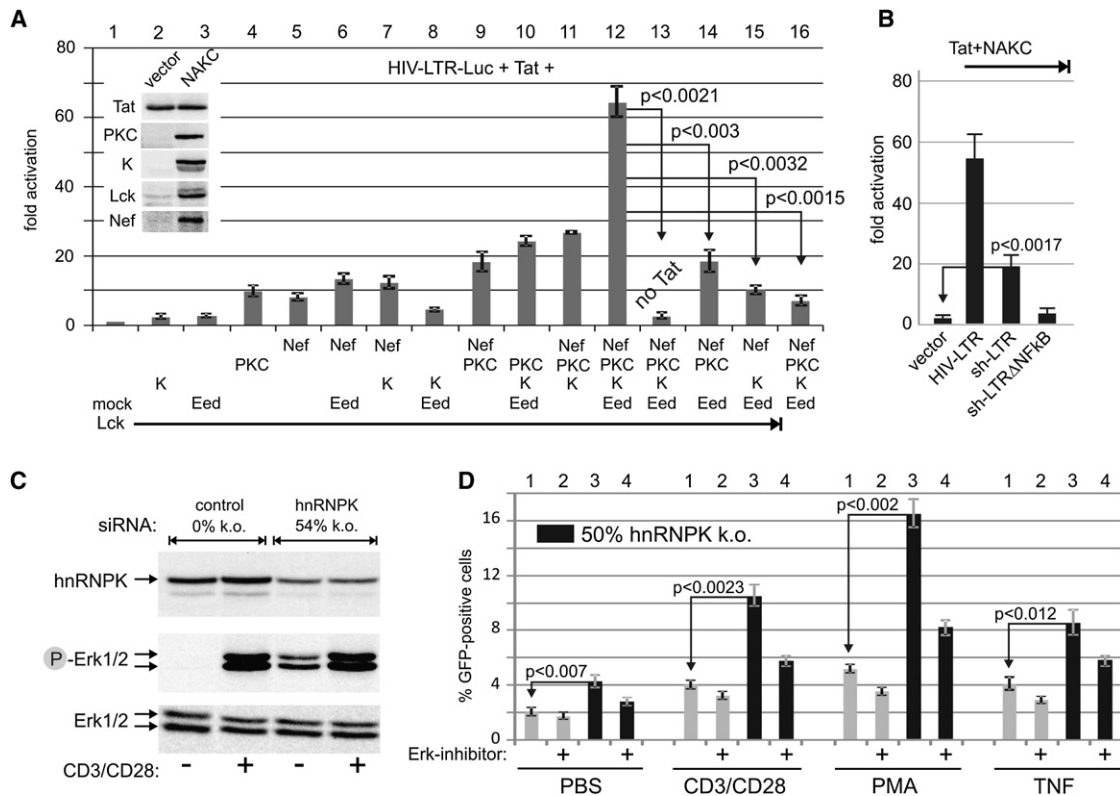 A
1 2 3 4 5 6 7 8 9 10 11 12 13 14 15 16
80
60
40
20
0
fold activation
HIV-LTR-Luc + Tat +
vector NAKC
Tat
PKC
K
Lck
Nef
p<0.0021
p<0.003
p<0.0032
p<0.0015
no Tat
Nef Nef Nef Nef Nef Nef Nef Nef Nef Nef
PKC PKC PKC PKC PKC PKC PKC PKC
K K K K K K K K K
mock Eed Eed Eed Eed Eed Eed Eed Eed Eed
Lck
B
Tat+NAKC
80
60
40
20
0
fold activation
p<0.0017
vector
HIV-LTR
sh-LTR
sh-LTRΔNFkB
C
siRNA:
control
0% k.o.
hnRNPK
54% k.o.
hnRNPK
P-Erk1/2
Erk1/2
CD3/CD28: - + - +
D
1 2 3 4 1 2 3 4 1 2 3 4 1 2 3 4
16
12
8
4
0
% GFP-positive cells
50% hnRNPK k.o.
p<0.007
p<0.0023
p<0.002
p<0.012
Erk-inhibitor: + + + + + + + +
PBS CD3/CD28 PMA TNF